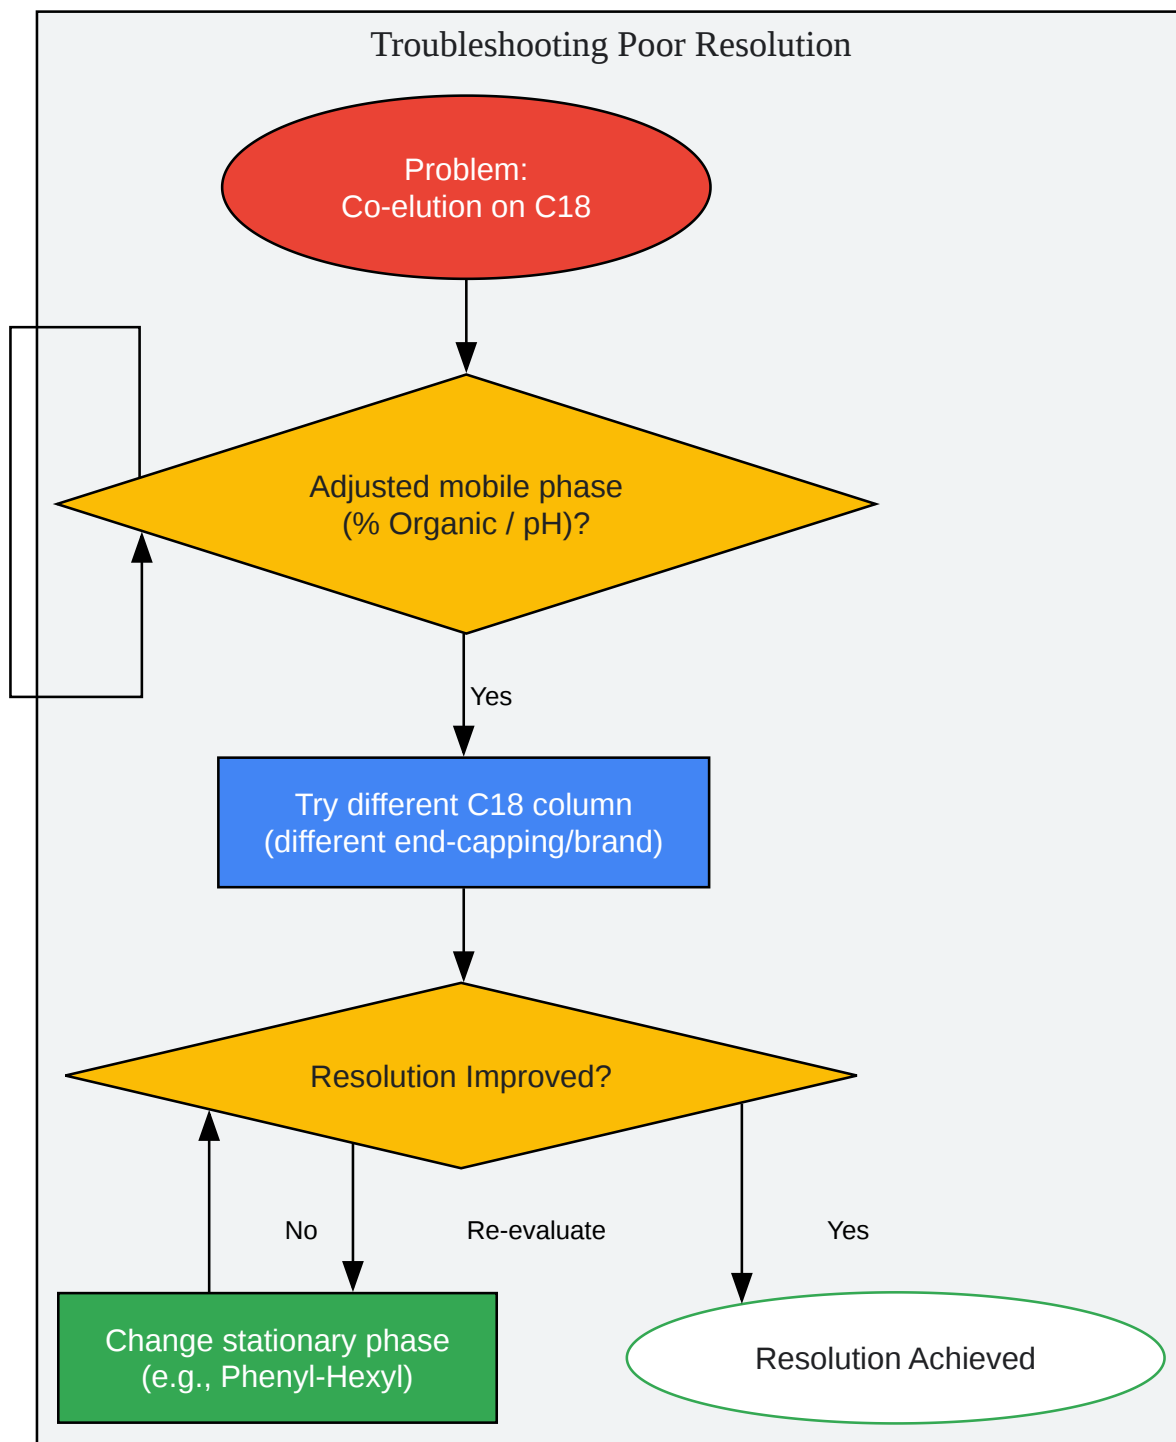 Troubleshooting Poor Resolution
Problem:
Co-elution on C18
Adjusted mobile phase
(% Organic / pH)?
Yes
Try different C18 column
(different end-capping/brand)
Resolution Improved?
No
Re-evaluate
Yes
Change stationary phase
(e.g., Phenyl-Hexyl)
Resolution Achieved